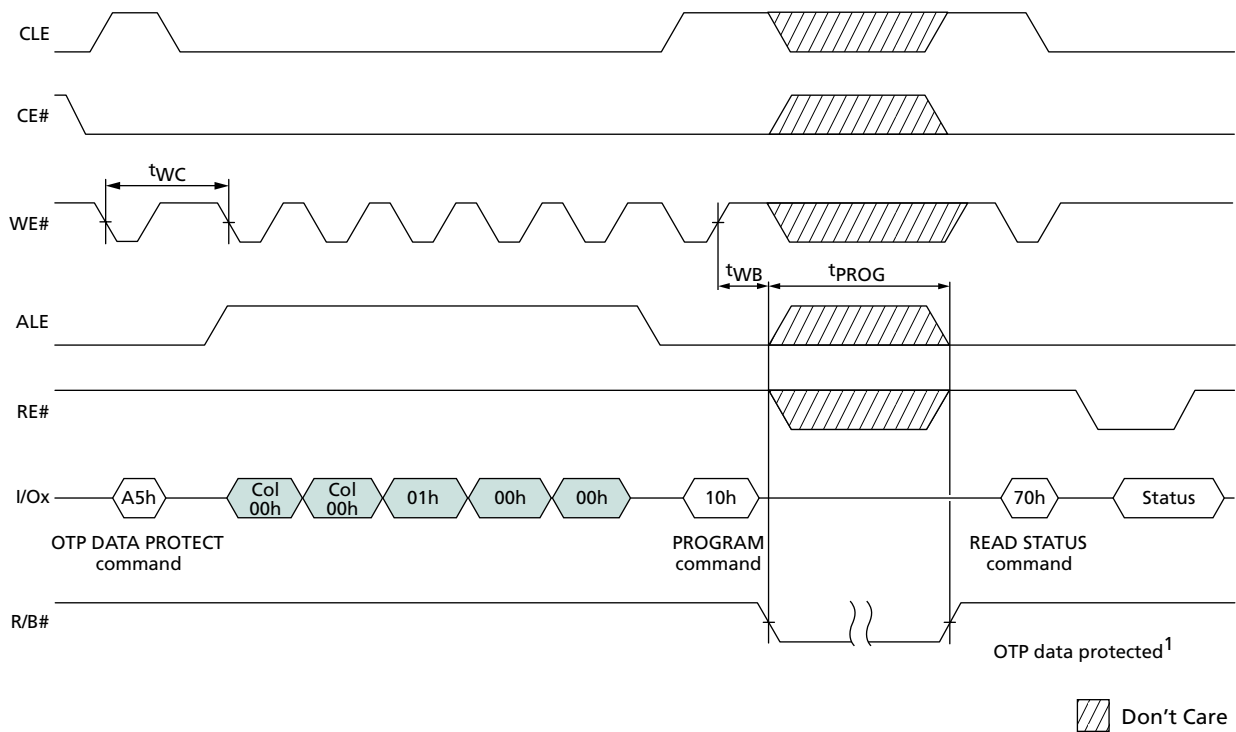 CLE
CE#
tWC
WE#
tWB
tPROG
ALE
RE#
I/Ox
A5h
Col
00h
Col
00h
01h
00h
00h
10h
70h
Status
OTP DATA PROTECT
command
PROGRAM
command
READ STATUS
command
R/B#
OTP data protected1
Don't Care